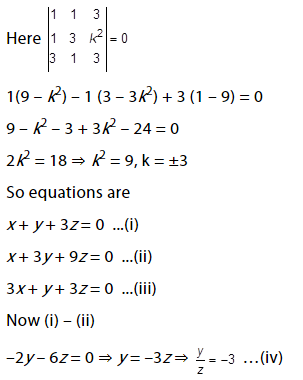 Here | 1 1 3 |
| 1 3 k² | = 0
| 3 1 3 |
1(9 – k²) – 1 (3 – 3k²) + 3 (1 – 9) = 0
9 – k² – 3 + 3k² – 24 = 0
2k² = 18 ⇒ k² = 9, k = ±3
So equations are
x + y + 3z = 0 ...(i)
x + 3y + 9z = 0 ...(ii)
3x + y + 3z = 0 ...(iii)
Now (i) – (ii)
–2y – 6z = 0 ⇒ y = –3z ⇒ y/z = –3 ...(iv)